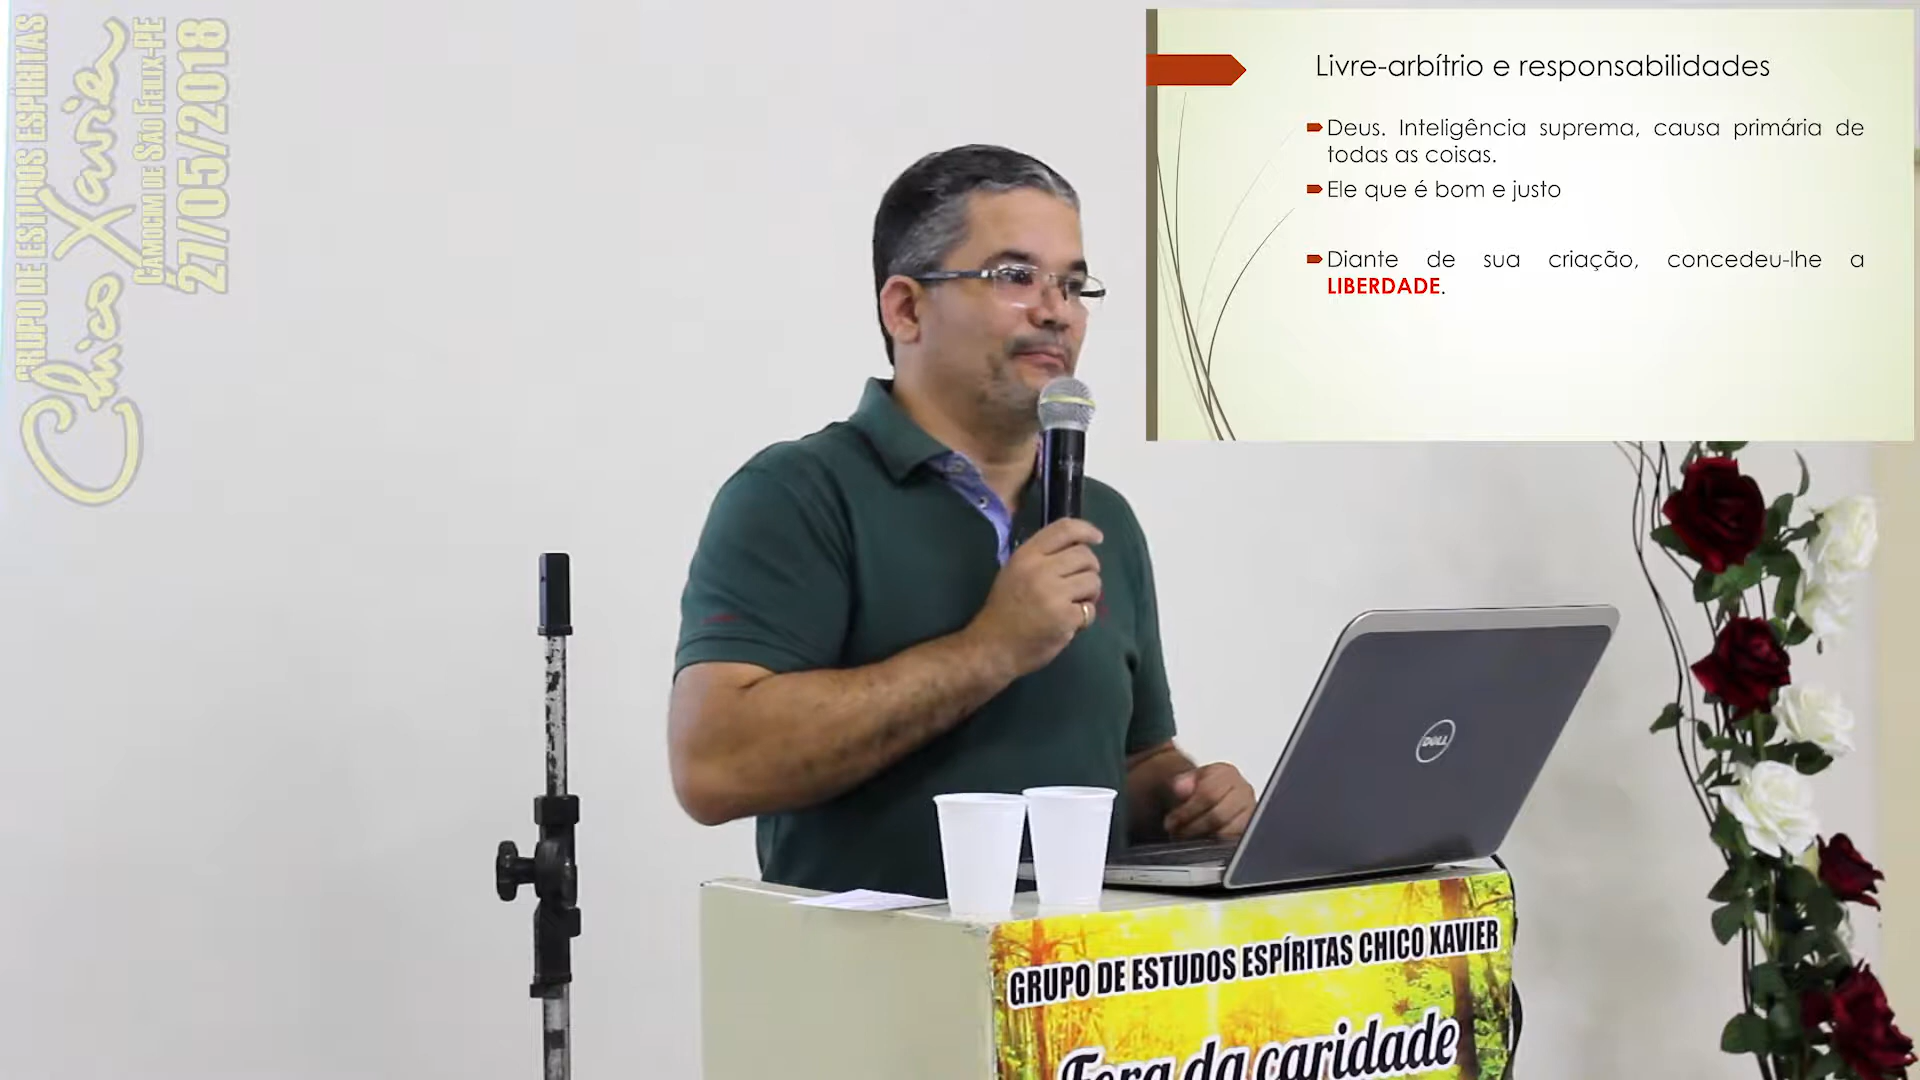 GRUPO DE ESTUDOS ESPÍRITAS
Chico Xavier
CAMOCIM DE SÃO FELIX-PE
27/05/2018
Livre-arbítrio e responsabilidades
Deus. Inteligência suprema, causa primária de
todas as coisas.
Ele que é bom e justo
Diante de sua criação, concedeu-lhe a
LIBERDADE.
DELL
GRUPO DE ESTUDOS ESPÍRITAS CHICO XAVIER
Fora da caridade